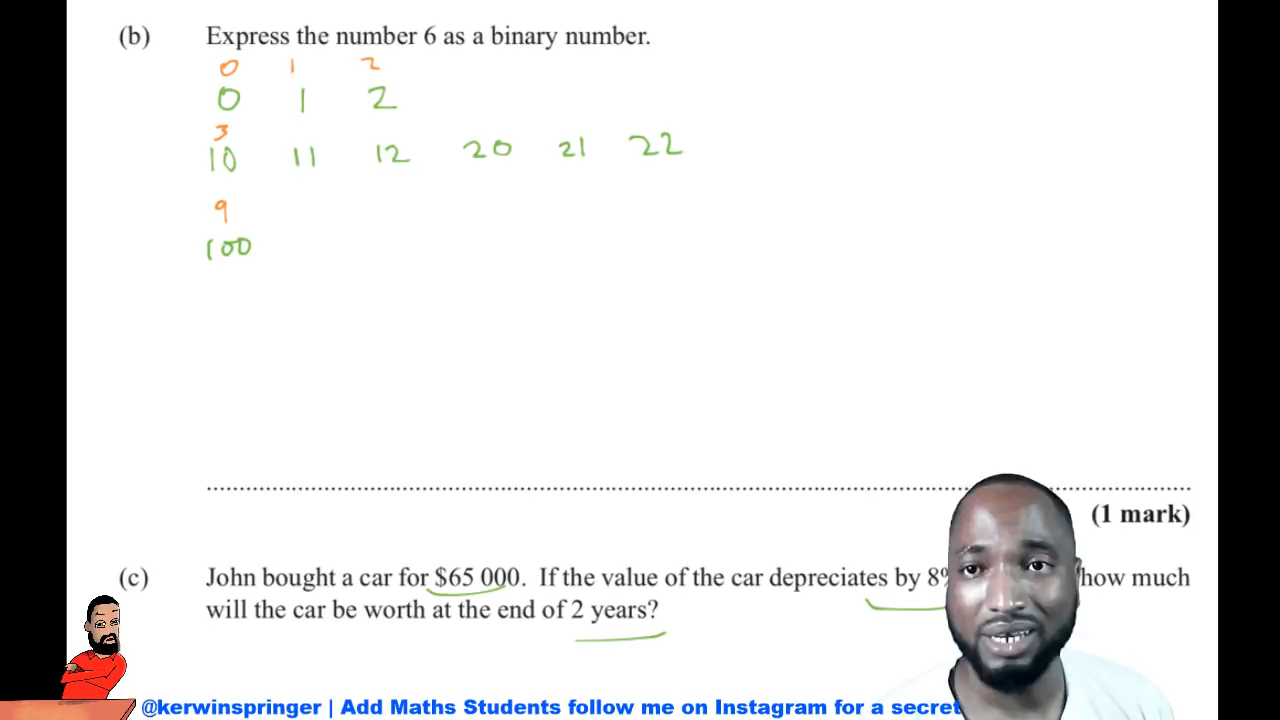 (b) Express the number 6 as a binary number.
0 1 2
0 1 2
3
10 11 12 20 21 22
9
100
(1 mark)
(c) John bought a car for $65 000. If the value of the car depreciates by 8% how much
will the car be worth at the end of 2 years?
@kerwinspringer | Add Maths Students follow me on Instagram for a secret